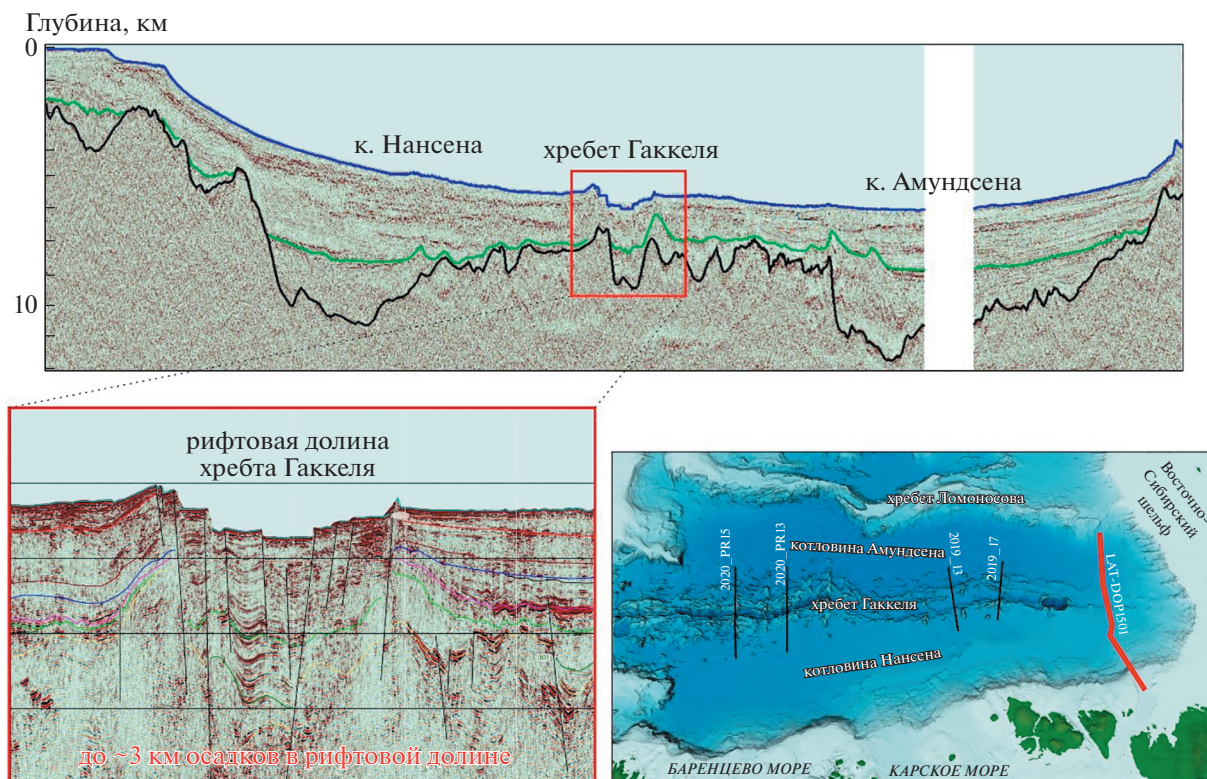 Глубина, км
0
к. Нансена
хребет Гаккеля
к. Амундсена
10
рифтовая долина
хребта Гаккеля
до ~3 км осадков в рифтовой долине
Восточно-
Сибирский
шельф
хребет Ломоносова
котловина Амундсена
2020_PR15
2020_PR13
2019_13
2019_17
LAT-DOP1501
хребет Гаккеля
котловина Нансена
БАРЕНЦЕВО МОРЕ
КАРСКОЕ МОРЕ